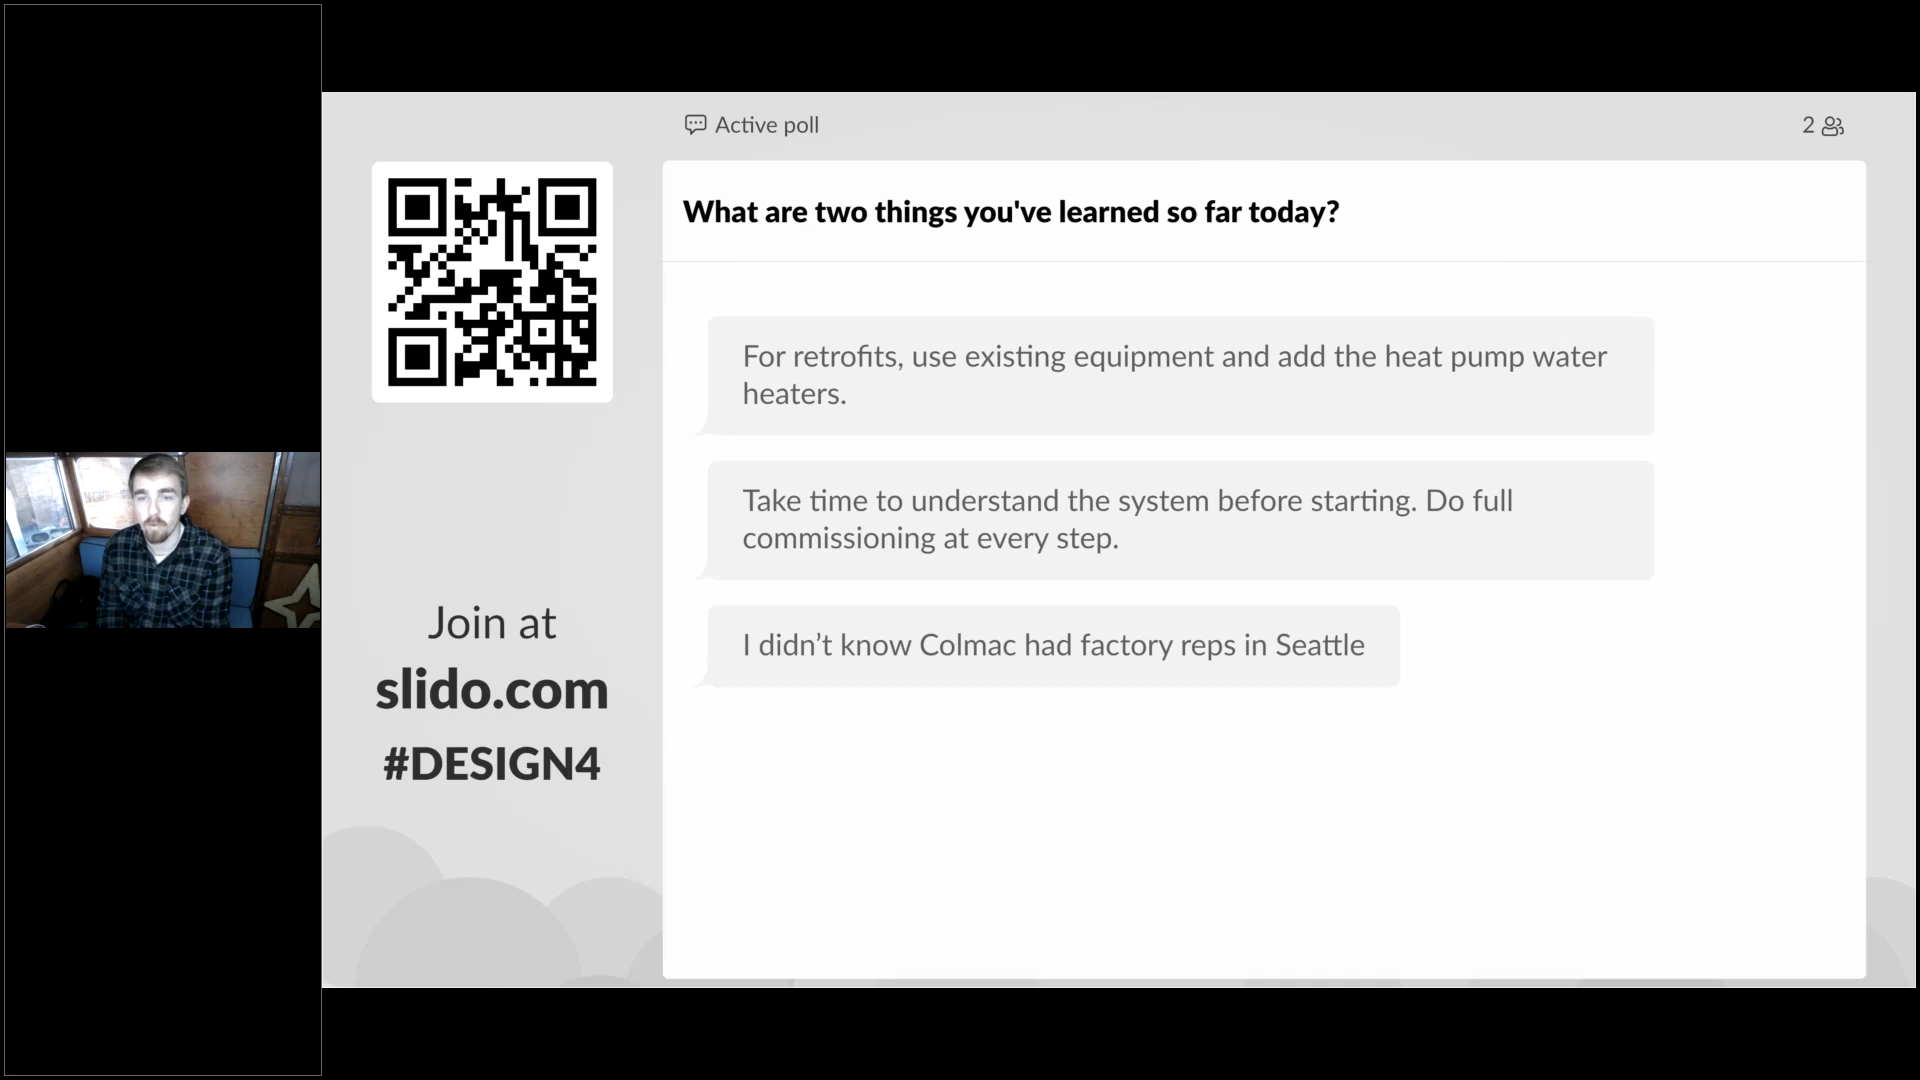 Active poll
2
What are two things you've learned so far today?
For retrofits, use existing equipment and add the heat pump water
heaters.
Take time to understand the system before starting. Do full
commissioning at every step.
I didn’t know Colmac had factory reps in Seattle
Join at
slido.com
#DESIGN4